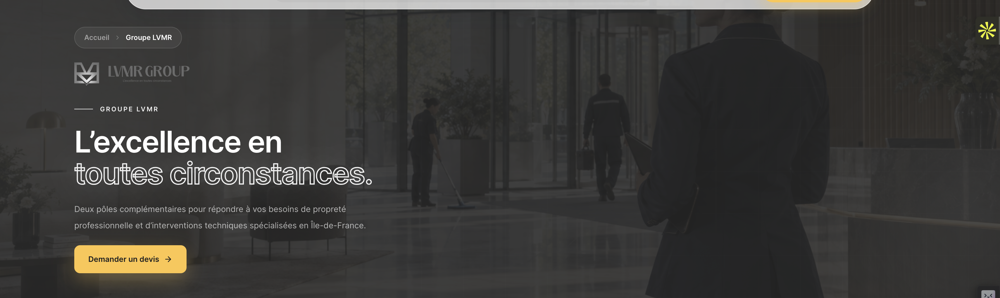 Accueil > Groupe LVMR
LVMR GROUP
L'excellence en toutes circonstances
GROUPE LVMR
L’excellence en
toutes circonstances.
Deux pôles complémentaires pour répondre à vos besoins de propreté
professionnelle et d’interventions techniques spécialisées en Île-de-France.
Demander un devis →